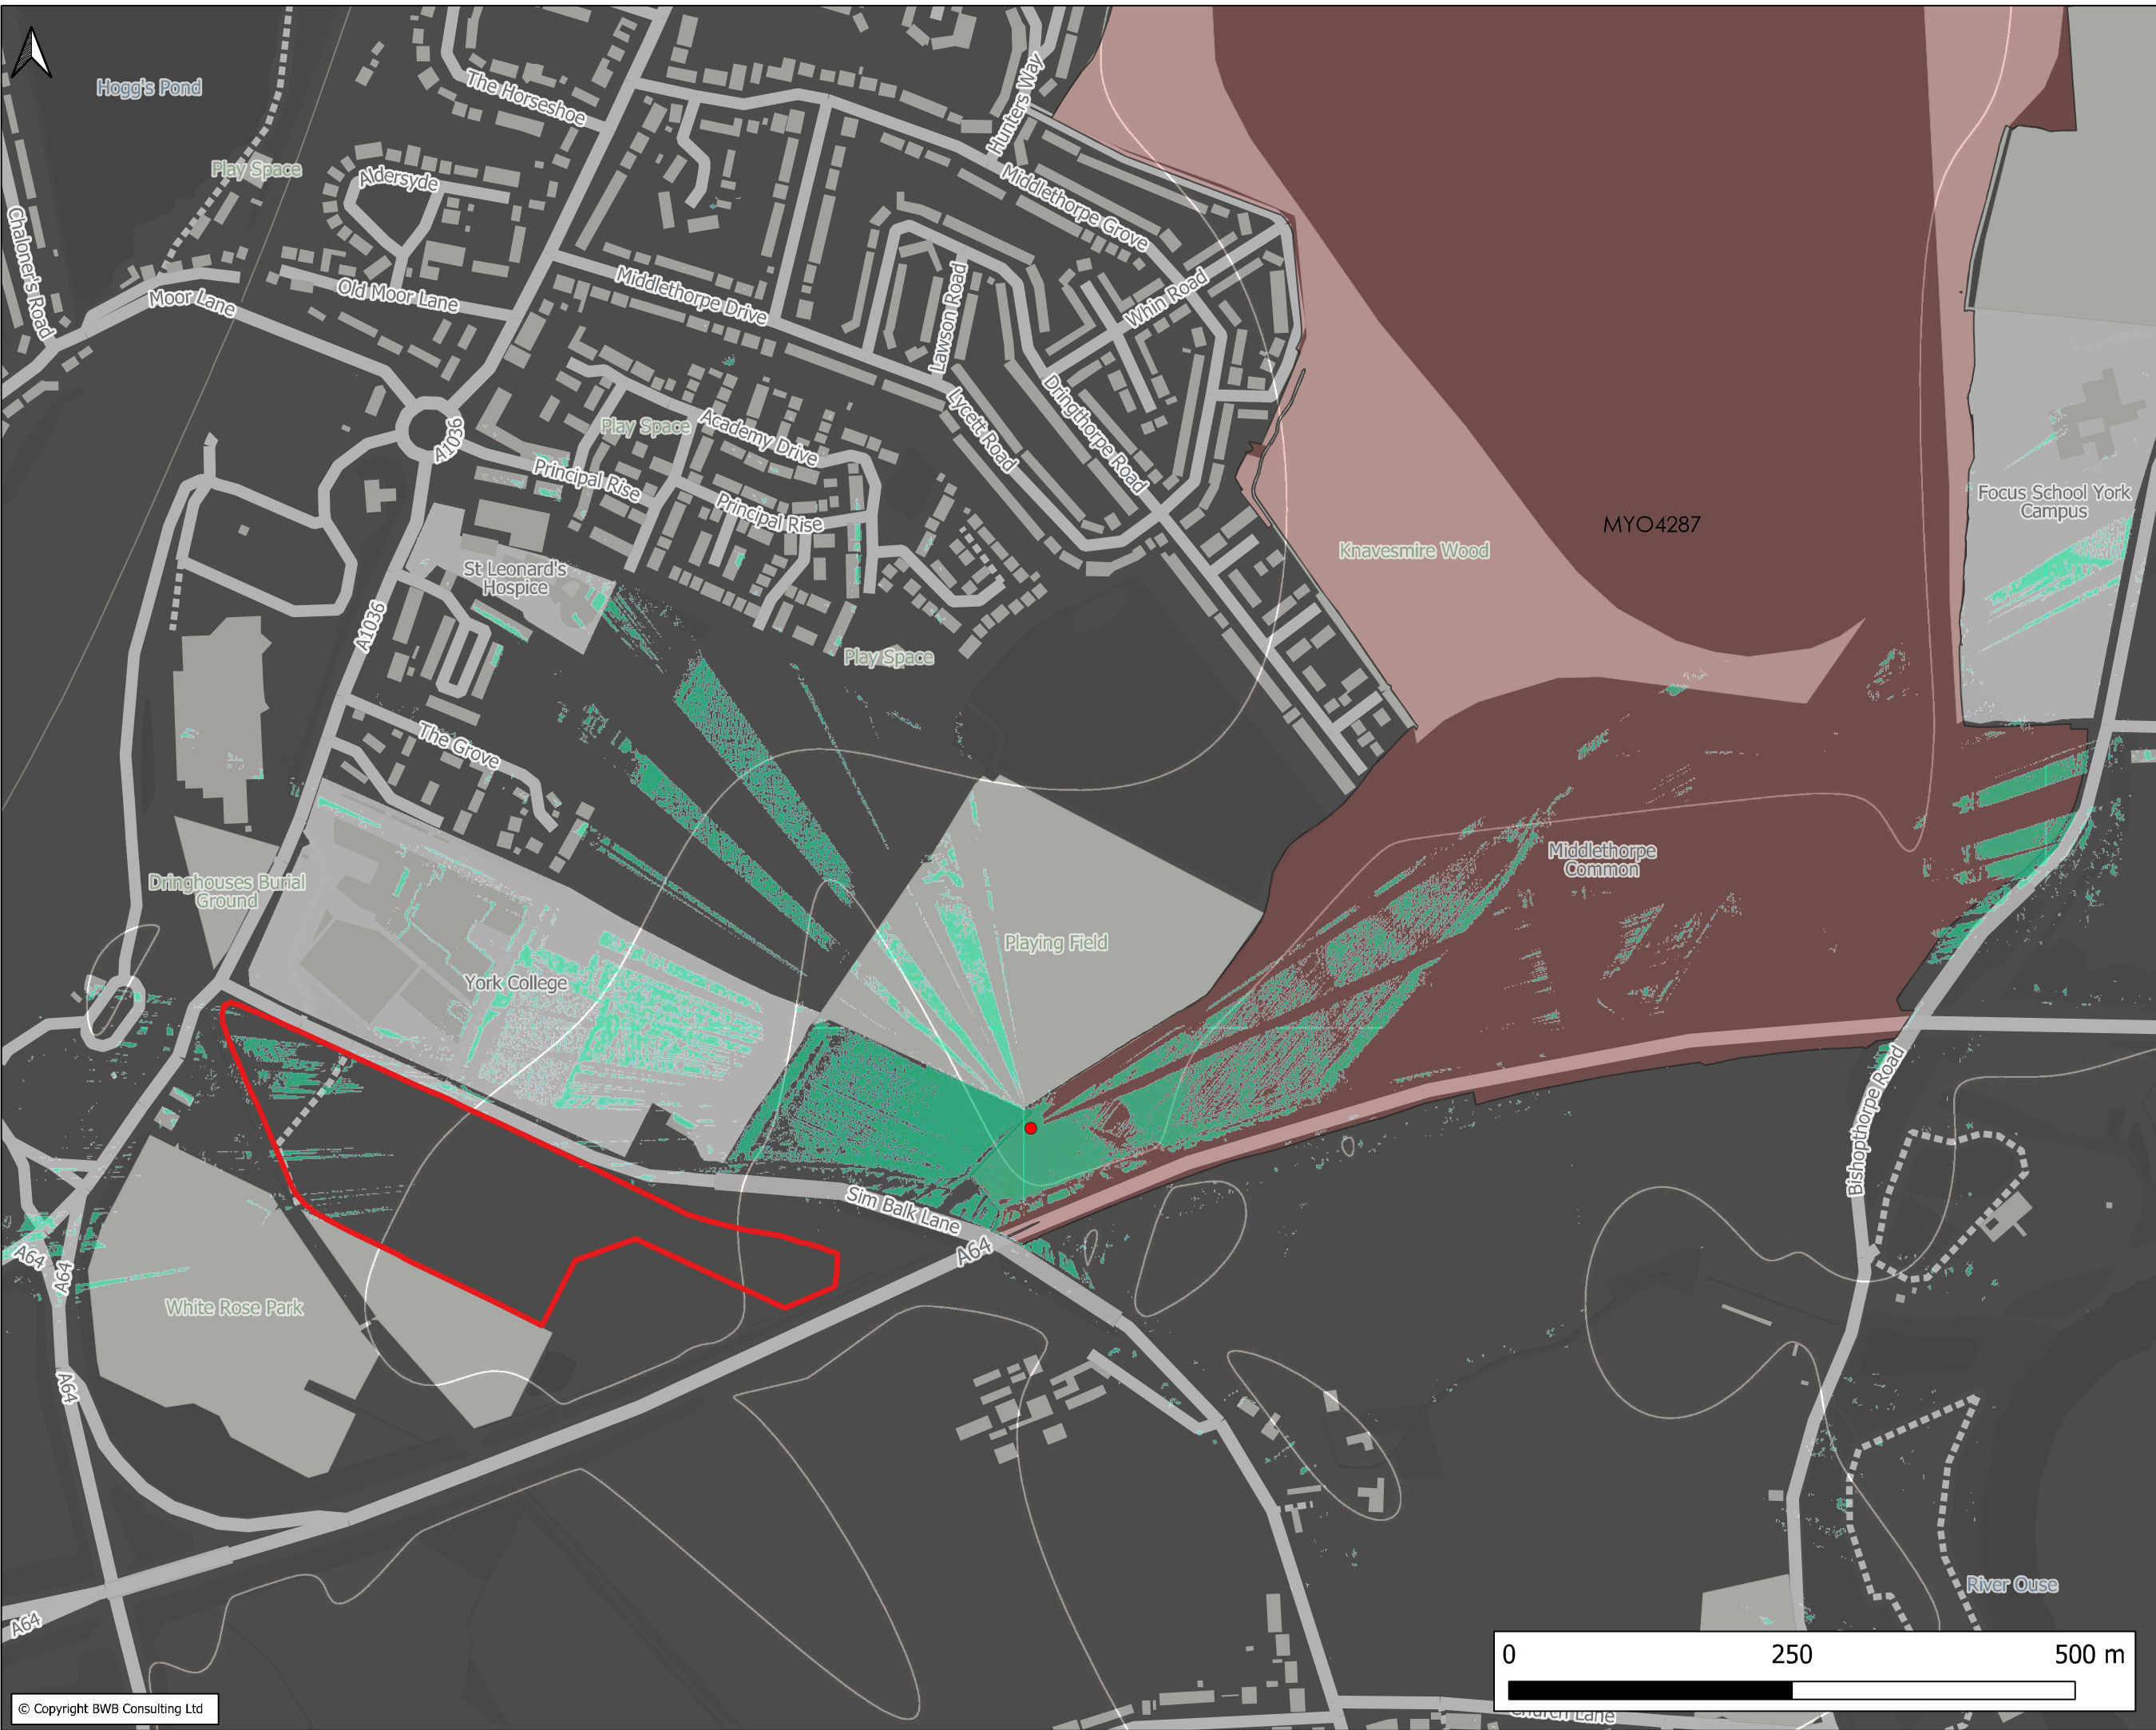 Hogg's Pond
The Horseshoe
Hunters Way
Play Space
Aldersyde
Middlethorpe Grove
Chaloner's Road
Moor Lane
Old Moor Lane
Middlethorpe Drive
Lawson Road
Whin Road
A1036
Play Space
Academy Drive
Lycett Road
Dringthorpe Road
Principal Rise
Principal Rise
Focus School York
Campus
MYO4287
Knavesmire Wood
St Leonard's
Hospice
A1036
Play Space
The Grove
Middlethorpe
Common
Dringhouses Burial
Ground
Playing Field
York College
Bishopthorpe Road
Sim Balk Lane
A64
A64
A64
White Rose Park
A64
River Ouse
A64
0 250 500 m
© Copyright BWB Consulting Ltd
Church Lane